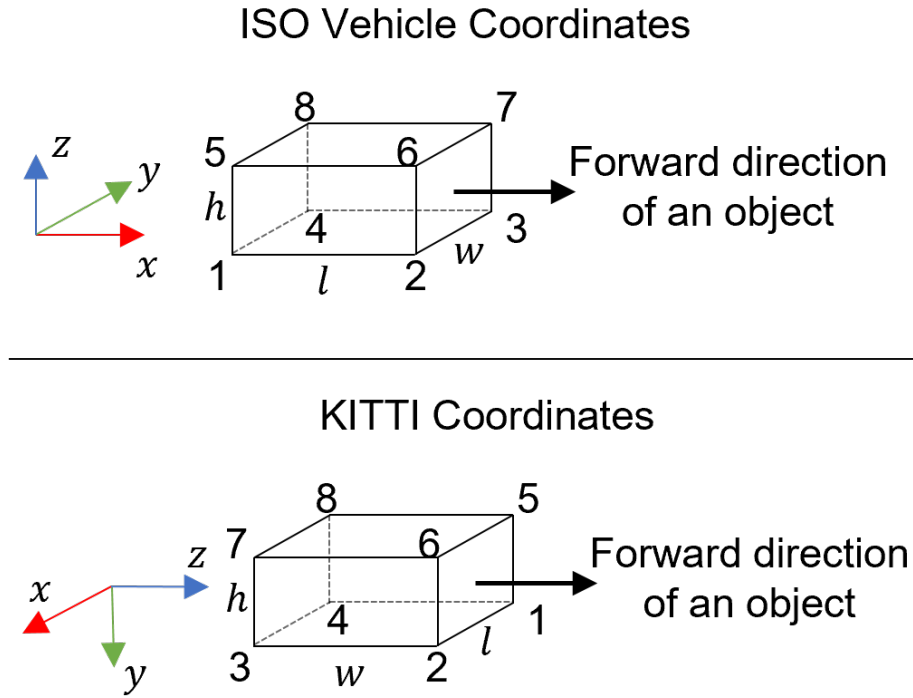 ISO Vehicle Coordinates
8
7
z
5
6
Forward direction
y
h
of an object
4
3
w
x
1
l
2
KITTI Coordinates
8
5
7
6
z
Forward direction
x
h
of an object
4
1
l
y
3
w
2